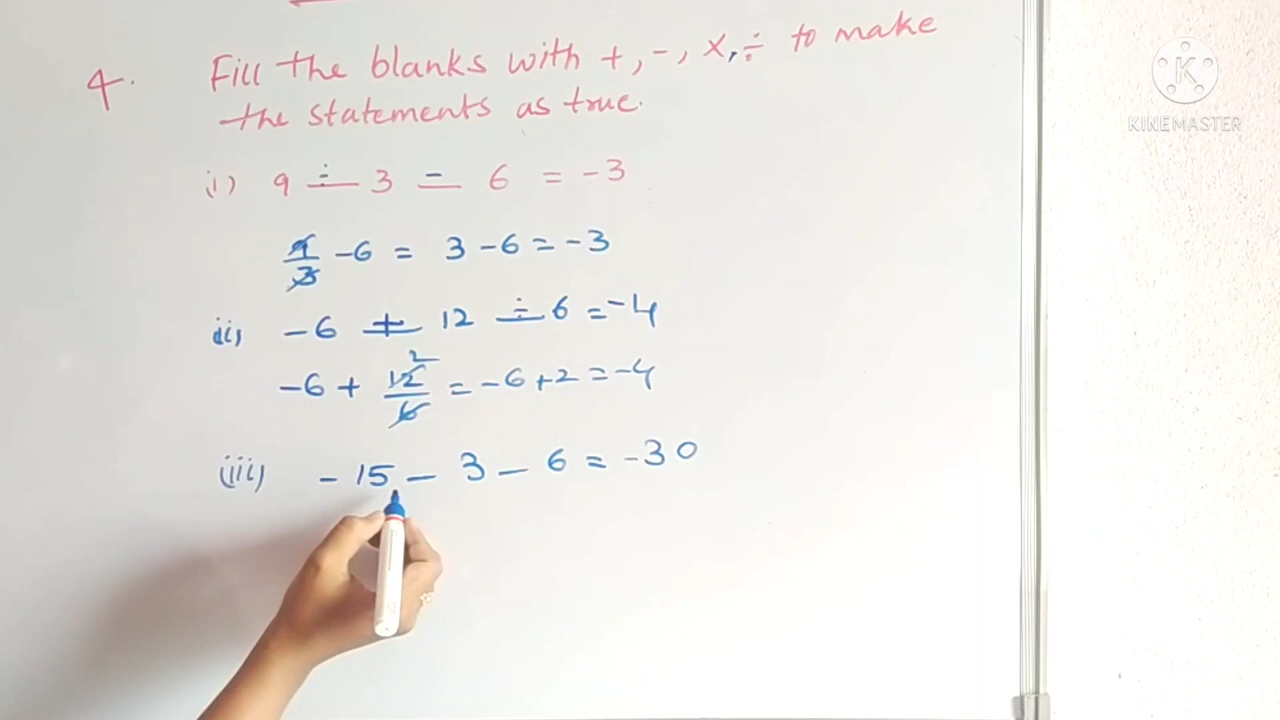 4. Fill the blanks with +, -, x, ÷ to make
the statements as true.
(i) 9 ÷ 3 - 6 = -3
9/3 - 6 = 3 - 6 = -3
ii) -6 + 12 ÷ 6 = -4
-6 + 12/6 2 = -6 + 2 = -4
(iii) - 15 _ 3 _ 6 = -30
K
KINEMASTER